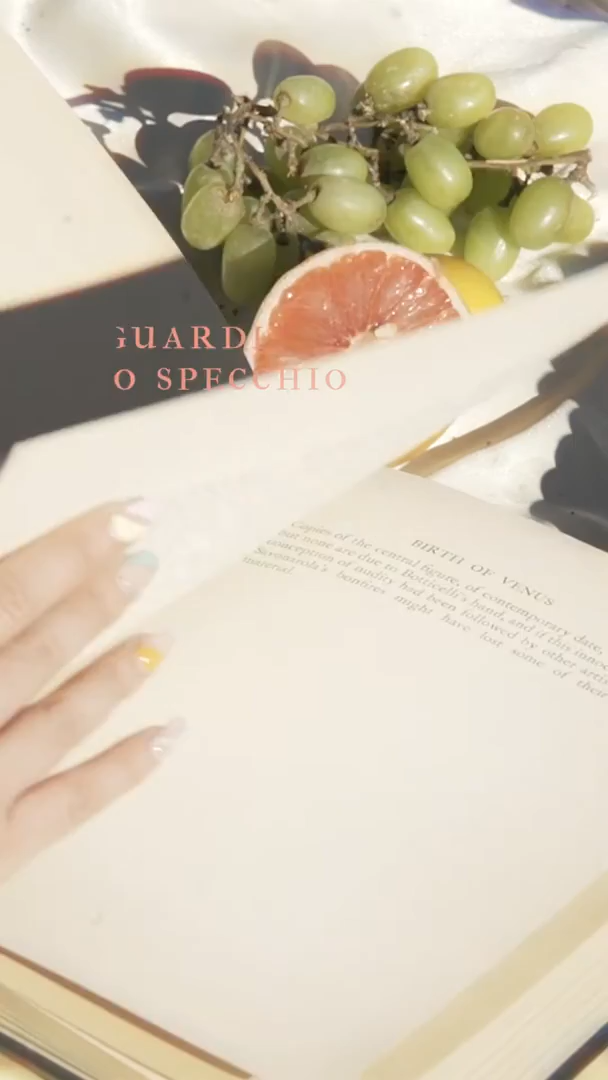 GUARD
O SPECCHIO
BIRTH OF VENUS
Copies of the central figure, of contemporary date,
but none are due to Botticelli's hand, and if this innoc
conception of nudity had been followed by other artis
Savonarola's bonfires might have lost some of their
material.